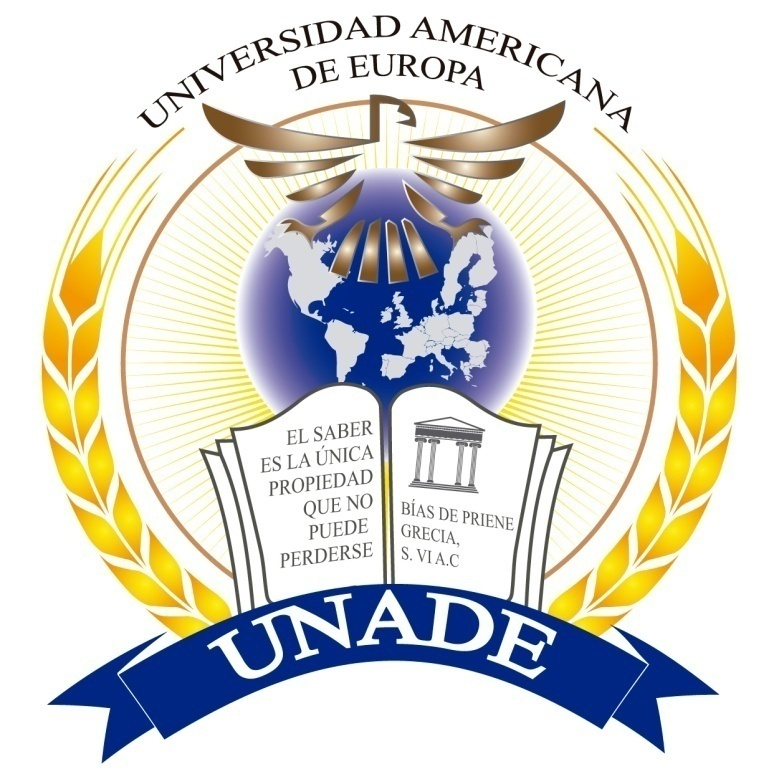 UNIVERSIDAD AMERICANA
DE EUROPA
EL SABER
ES LA ÚNICA
PROPIEDAD
QUE NO
PUEDE
PERDERSE
BÍAS DE PRIENE
GRECIA,
S. VI A.C
UNADE